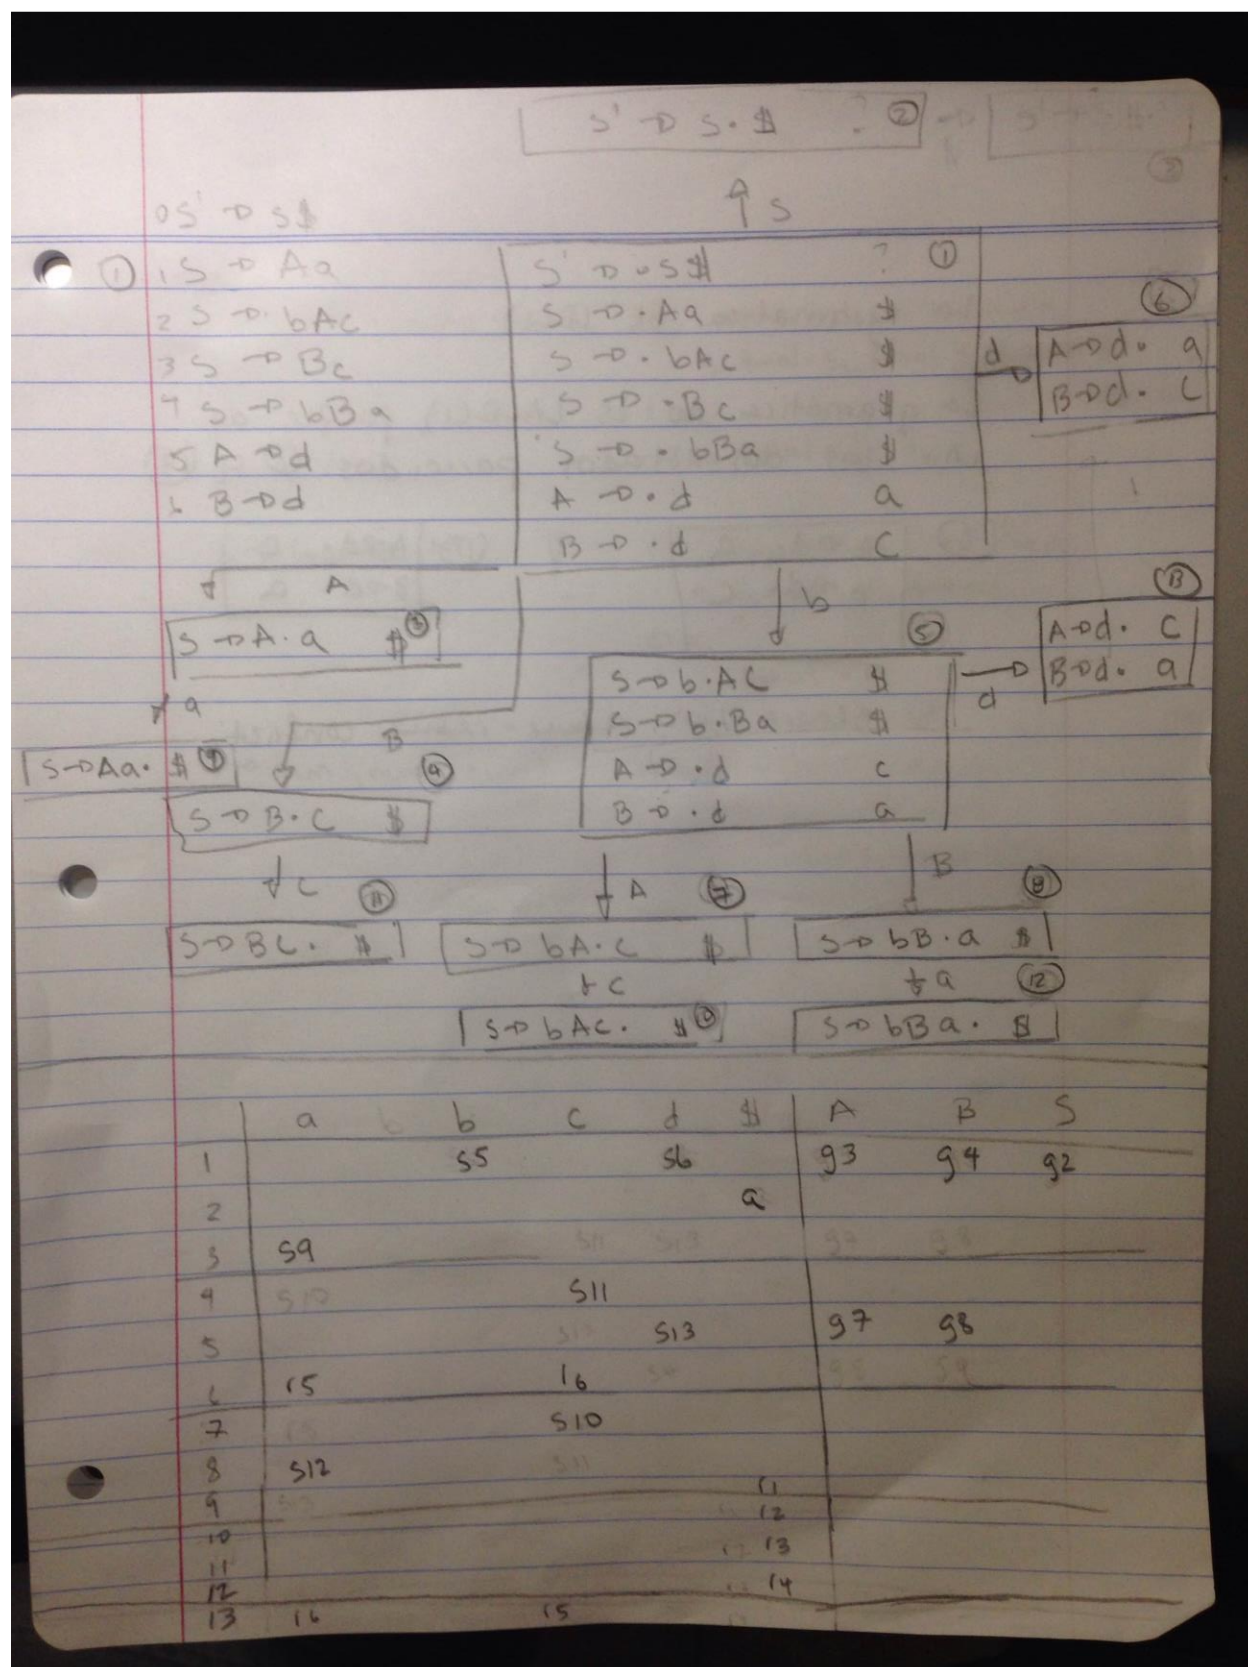 S' → S·$ ? ②
↑ S
0 S' → S$
① 1 S → Aa
2 S → bAc
3 S → Bc
4 S → bBa
5 A → d
6 B → d
S' → ·S$ ? ①
S → ·Aa $
S → ·bAc $
S → ·Bc $
S → ·bBa $
A → ·d a
B → ·d c
d ⑥
A → d· a
B → d· c
A
S → A·a $ ③
a
S → Aa· $ ⑨
B ④
S → B·C $
C ⑪
S → BC· $
b ⑤
S → b·AC $
S → b·Ba $
A → ·d c
B → ·d a
d ⑬
A → d· C
B → d· a
A ⑦
S → bA·c $
c
S → bAc· $ ⑩
B ⑧
S → bB·a $
a ⑫
S → bBa· $
a b c d $ A B S
1 s5 s6 g3 g4 g2
2 a
3 s9
4 s11
5 s13 g7 g8
6 r5 r6
7 s10
8 s12
9 r1
10 r2
11 r3
12 r4
13 r6 r5